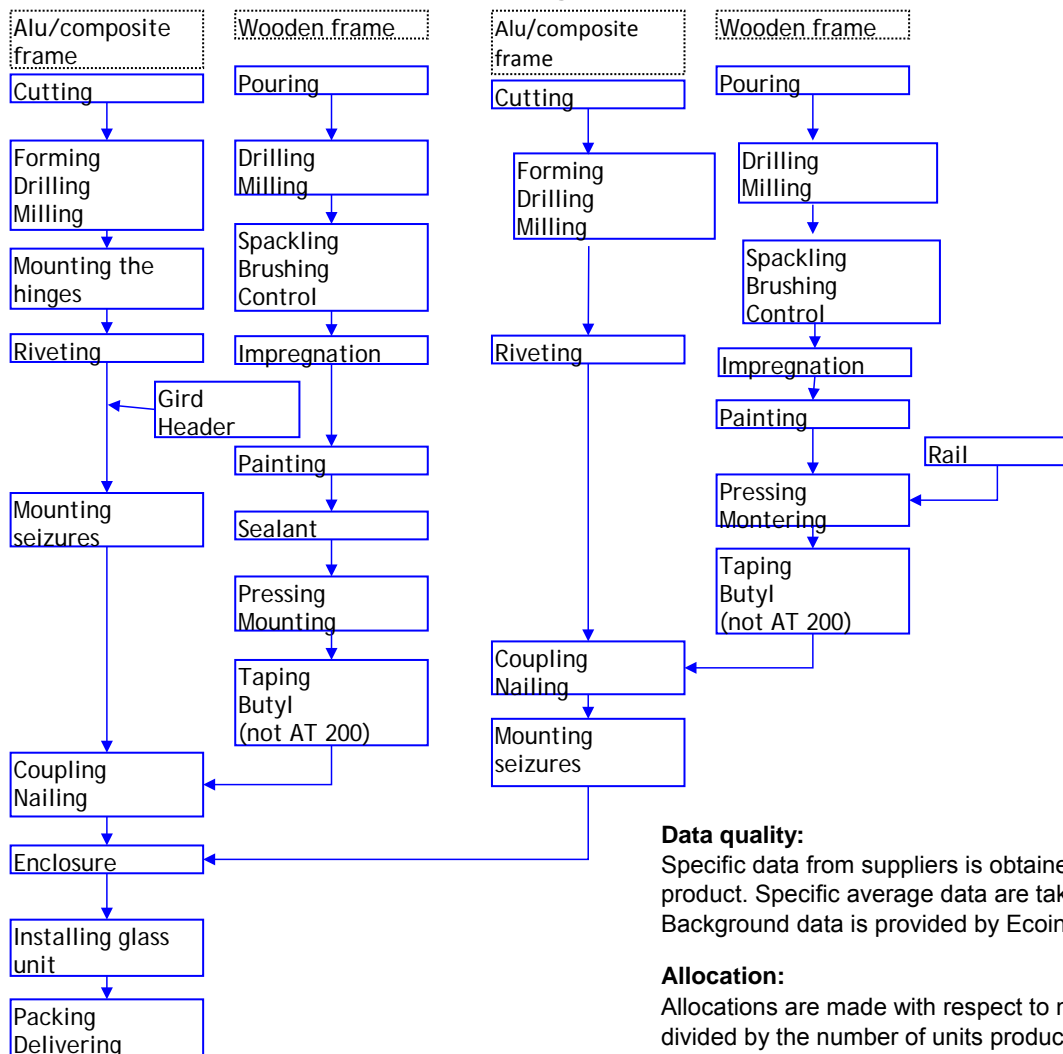 Alu/composite
frame
Cutting
Forming
Drilling
Milling
Mounting the
hinges
Riveting
Gird
Header
Mounting
seizures
Coupling
Nailing
Enclosure
Installing glass
unit
Packing
Delivering
Wooden frame
Pouring
Drilling
Milling
Spackling
Brushing
Control
Impregnation
Painting
Sealant
Pressing
Mounting
Taping
Butyl
(not AT 200)
Alu/composite
frame
Cutting
Forming
Drilling
Milling
Riveting
Coupling
Nailing
Mounting
seizures
Wooden frame
Pouring
Drilling
Milling
Spackling
Brushing
Control
Impregnation
Painting
Rail
Pressing
Montering
Taping
Butyl
(not AT 200)
Data quality:
Specific data from suppliers is
product. Specific average data are
Background data is provided by
Allocation:
Allocations are made with respect to
divided by the number of units